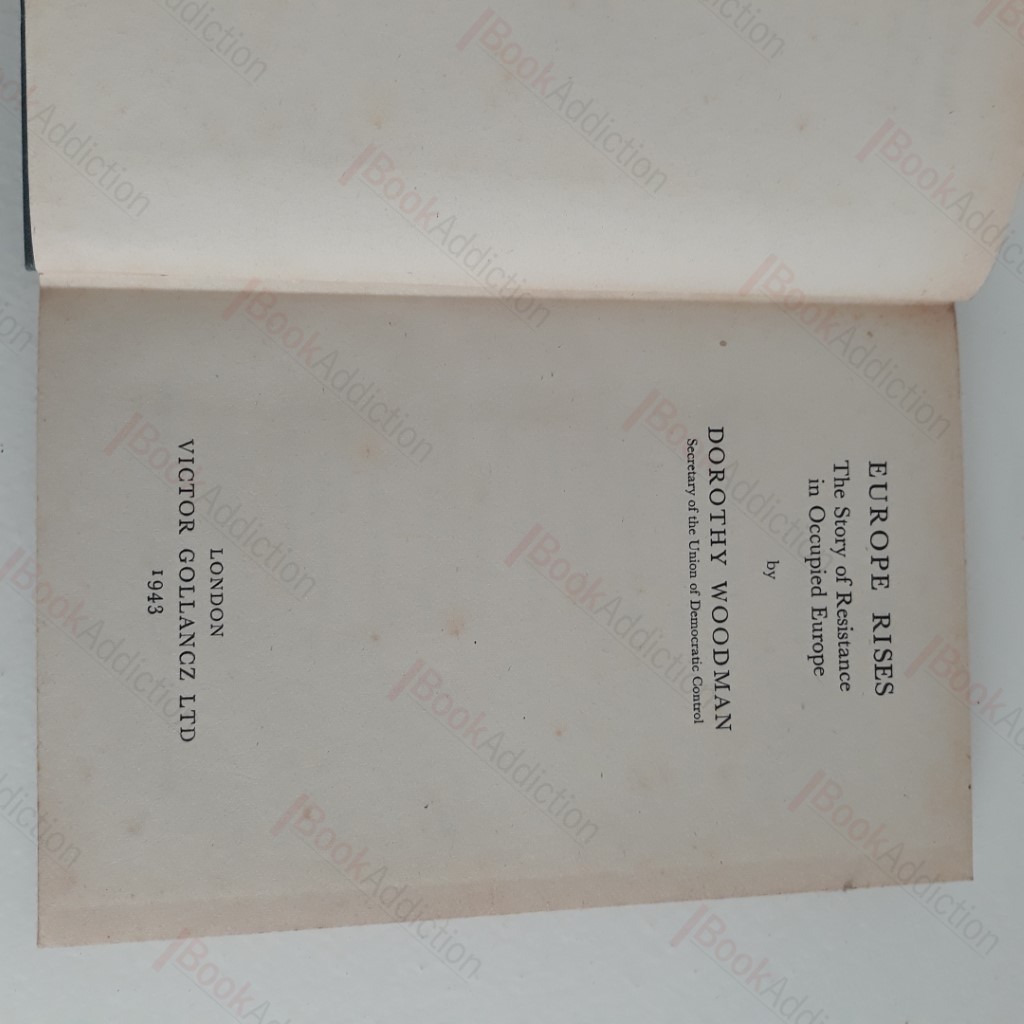 EUROPE RISES
The Story of Resistance
in Occupied Europe
by
DOROTHY WOODMAN
Secretary of the Union of Democratic Control
LONDON
VICTOR GOLLANCZ LTD
1943
BookAddiction